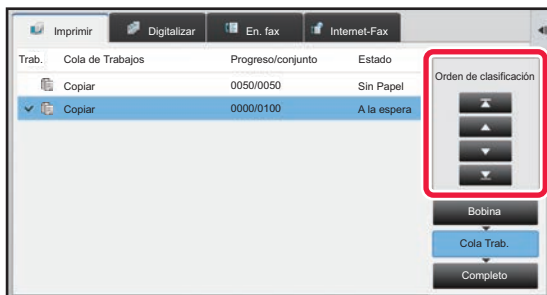 Imprimir Digitalizar En. fax Internet-Fax
Trab. Cola de Trabajos Progreso/conjunto Estado
Copiar 0050/0050 Sin Papel
Copiar 0000/0100 A la espera
Orden de clasificación
Bobina
Cola Trab.
Completo